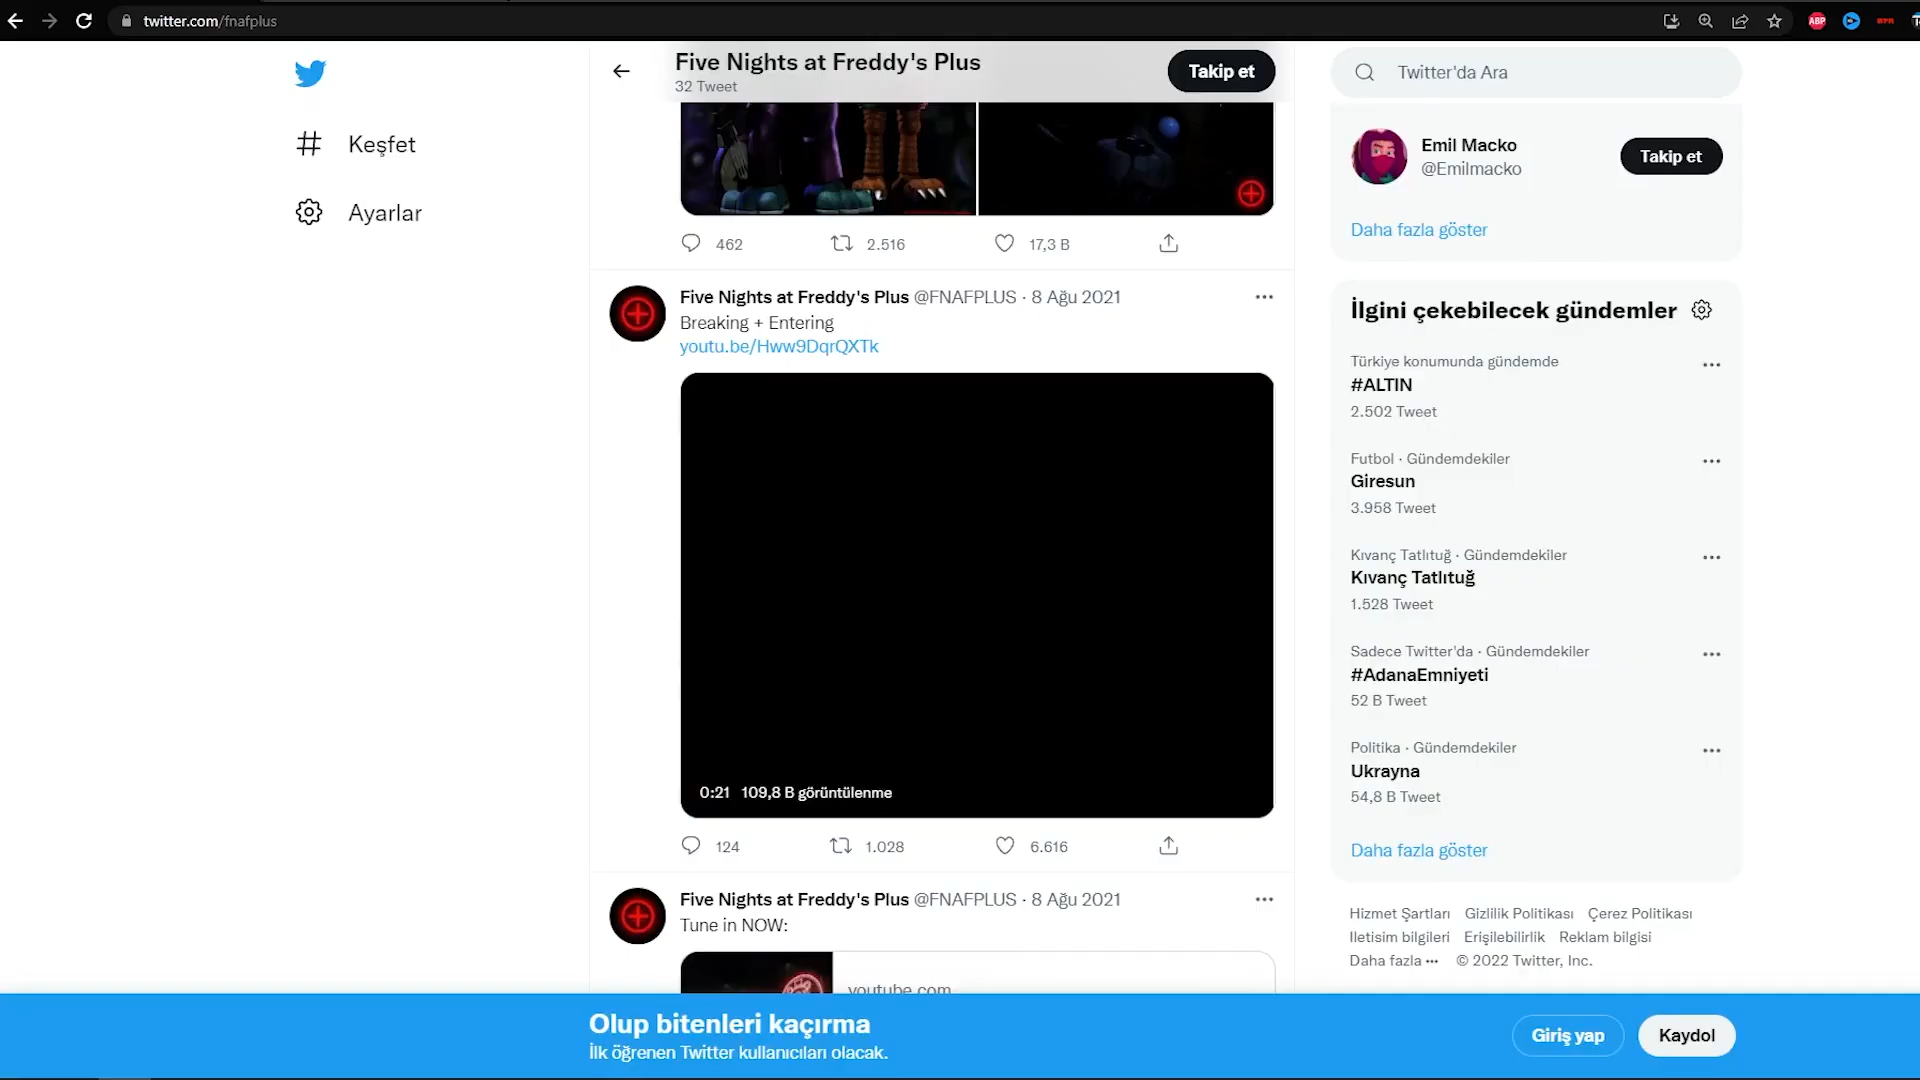 twitter.com/fnafplus
ABP
Keşfet
Ayarlar
Five Nights at Freddy's Plus
32 Tweet
Takip et
462
2.516
17,3 B
Five Nights at Freddy's Plus @FNAFPLUS · 8 Ağu 2021
Breaking + Entering
youtu.be/Hww9DqrQXTk
0:21 109,8 B görüntülenme
124
1.028
6.616
Five Nights at Freddy's Plus @FNAFPLUS · 8 Ağu 2021
Tune in NOW:
youtube.com
Twitter'da Ara
Emil Macko
@Emilmacko
Takip et
Daha fazla göster
İlgini çekebilecek gündemler
Türkiye konumunda gündemde
#ALTIN
2.502 Tweet
Futbol · Gündemdekiler
Giresun
3.958 Tweet
Kıvanç Tatlıtuğ · Gündemdekiler
Kıvanç Tatlıtuğ
1.528 Tweet
Sadece Twitter'da · Gündemdekiler
#AdanaEmniyeti
52 B Tweet
Politika · Gündemdekiler
Ukrayna
54,8 B Tweet
Daha fazla göster
Hizmet Şartları Gizlilik Politikası Çerez Politikası
Iletisim bilgileri Erişilebilirlik Reklam bilgisi
Daha fazla ··· © 2022 Twitter, Inc.
Olup bitenleri kaçırma
İlk öğrenen Twitter kullanıcıları olacak.
Giriş yap
Kaydol